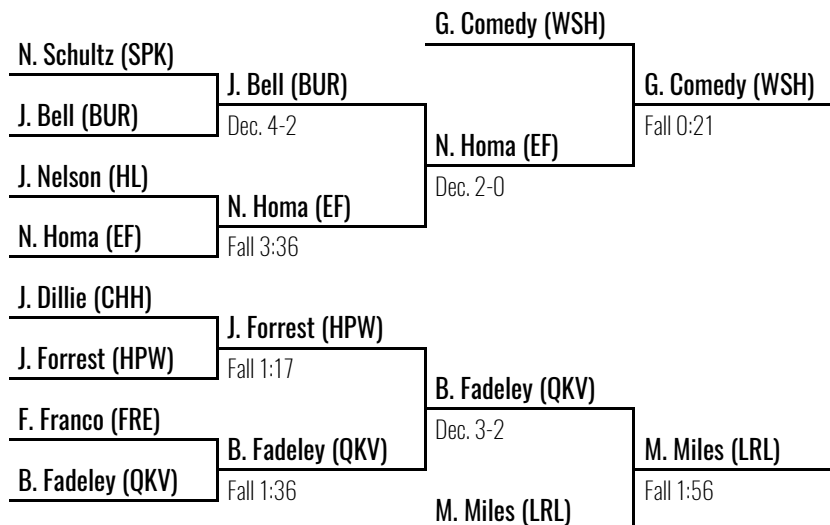 G. Comedy (WSH)
N. Schultz (SPK)
J. Bell (BUR)
G. Comedy (WSH)
J. Bell (BUR)
Dec. 4-2
Fall 0:21
N. Homa (EF)
J. Nelson (HL)
Dec. 2-0
N. Homa (EF)
N. Homa (EF)
Fall 3:36
J. Dillie (CHH)
J. Forrest (HPW)
J. Forrest (HPW)
Fall 1:17
B. Fadeley (QKV)
F. Franco (FRE)
Dec. 3-2
B. Fadeley (QKV)
M. Miles (LRL)
B. Fadeley (QKV)
Fall 1:36
Fall 1:56
M. Miles (LRL)